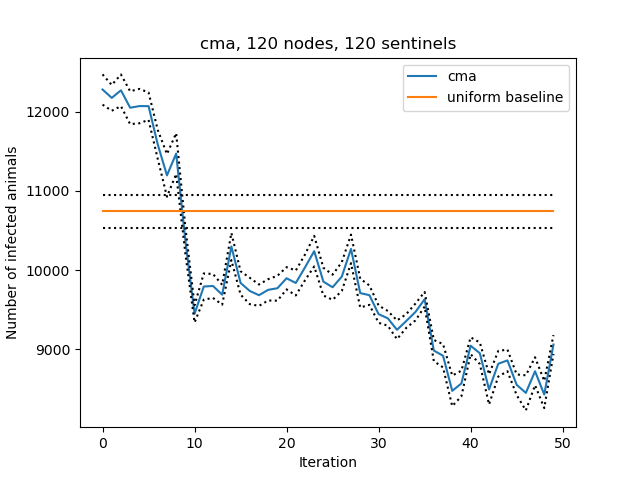 cma, 120 nodes, 120 sentinels
cma
uniform baseline
Number of infected animals
12000
11000
10000
9000
0 10 20 30 40 50
Iteration